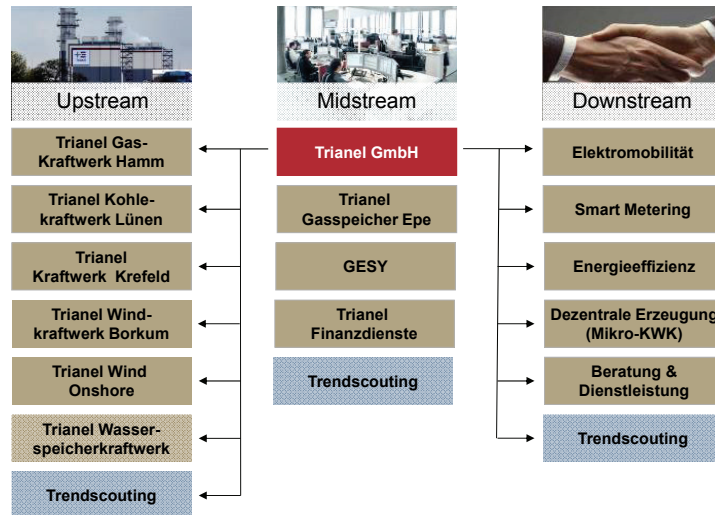 Upstream
Trianel Gas-
Kraftwerk Hamm
Trianel Kohle-
kraftwerk Lünen
Trianel
Kraftwerk Krefeld
Trianel Wind-
kraftwerk Borkum
Trianel Wind
Onshore
Trianel Wasser-
speicherkraftwerk
Trendscouting
Midstream
Trianel GmbH
Trianel
Gasspeicher Epe
GESY
Trianel
Finanzdienste
Trendscouting
Downstream
Elektromobilität
Smart Metering
Energieeffizienz
Dezentrale Erzeugung
(Mikro-KWK)
Beratung &
Dienstleistung
Trendscouting